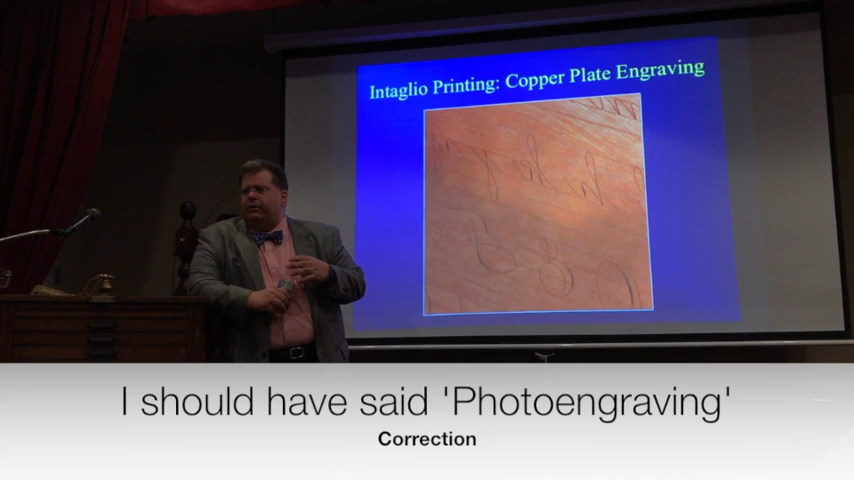 Intaglio Printing: Copper Plate Engraving
I should have said 'Photoengraving'
Correction